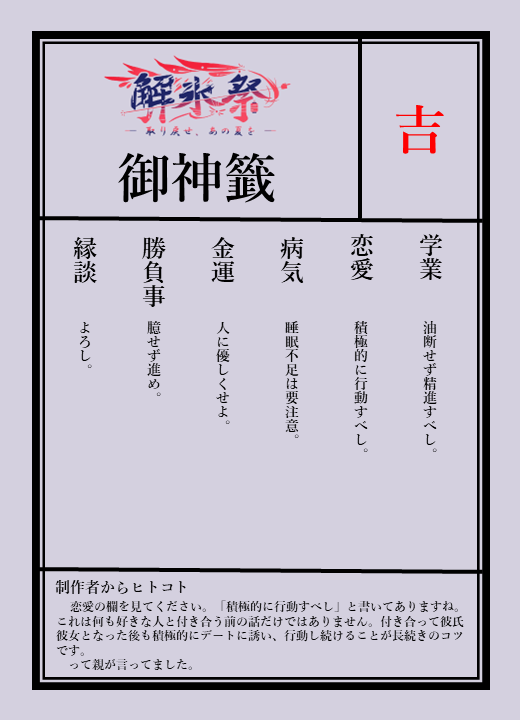 解氷祭
取り戻せ、あの夏を
御神籤
吉
学業
油断せず精進すべし。
恋愛
積極的に行動すべし。
病気
睡眠不足は要注意。
金運
人に優しくせよ。
勝負事
臆せず進め。
縁談
よろし。
制作者からヒトコト
恋愛の欄を見てください。「積極的に行動すべし」と書いてありますね。
これは何も好きな人と付き合う前の話だけではありません。付き合って彼氏
彼女となった後も積極的にデートに誘い、行動し続けることが長続きのコツ
です。
って親が言ってました。